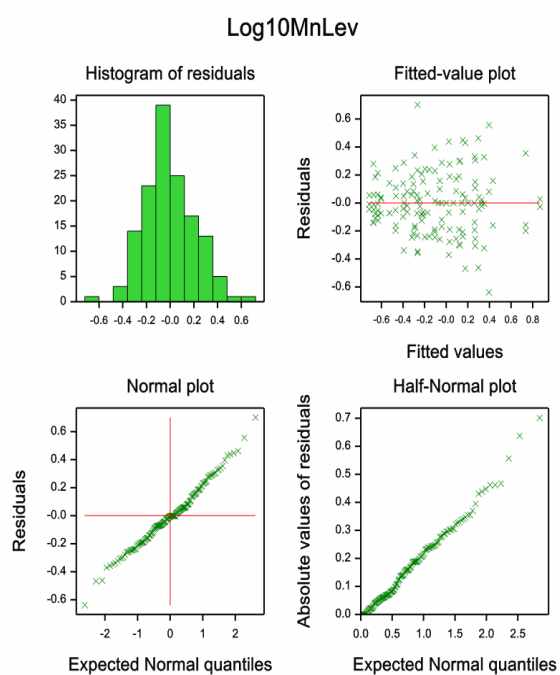 Log10MnLev
Histogram of residuals
40
35
30
25
20
15
10
5
0
-0.6 -0.4 -0.2 -0.0 0.2 0.4 0.6
Fitted-value plot
Residuals
0.6
0.4
0.2
-0.0
-0.2
-0.4
-0.6
-0.6 -0.4 -0.2 -0.0 0.2 0.4 0.6 0.8
Fitted values
Normal plot
Residuals
0.6
0.4
0.2
-0.0
-0.2
-0.4
-0.6
-2 -1 0 1 2
Expected Normal quantiles
Half-Normal plot
Absolute values of residuals
0.7
0.6
0.5
0.4
0.3
0.2
0.1
0.0
0.0 0.5 1.0 1.5 2.0 2.5
Expected Normal quantiles